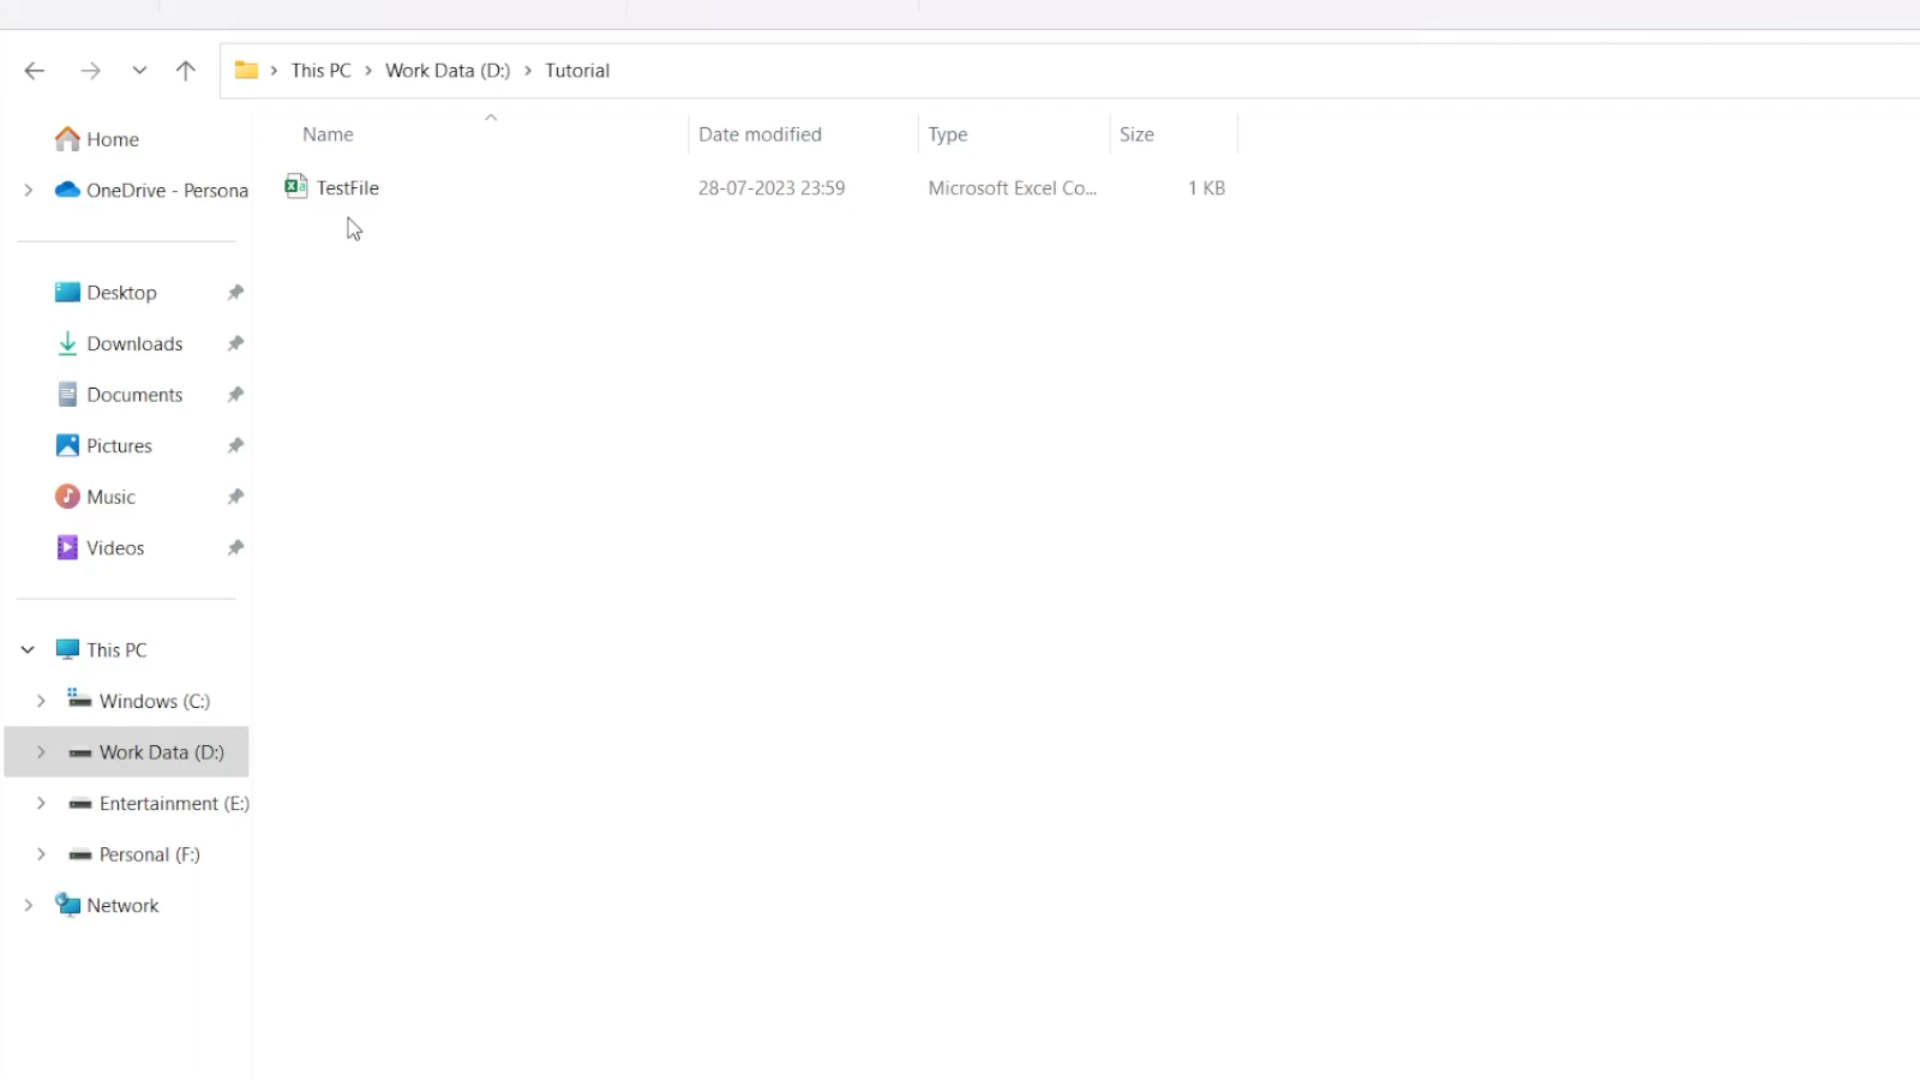 This PC > Work Data (D:) > Tutorial
Home
OneDrive - Persona
Desktop
Downloads
Documents
Pictures
Music
Videos
This PC
Windows (C:)
Work Data (D:)
Entertainment (E:)
Personal (F:)
Network
Name Date modified Type Size
TestFile 28-07-2023 23:59 Microsoft Excel Co... 1 KB